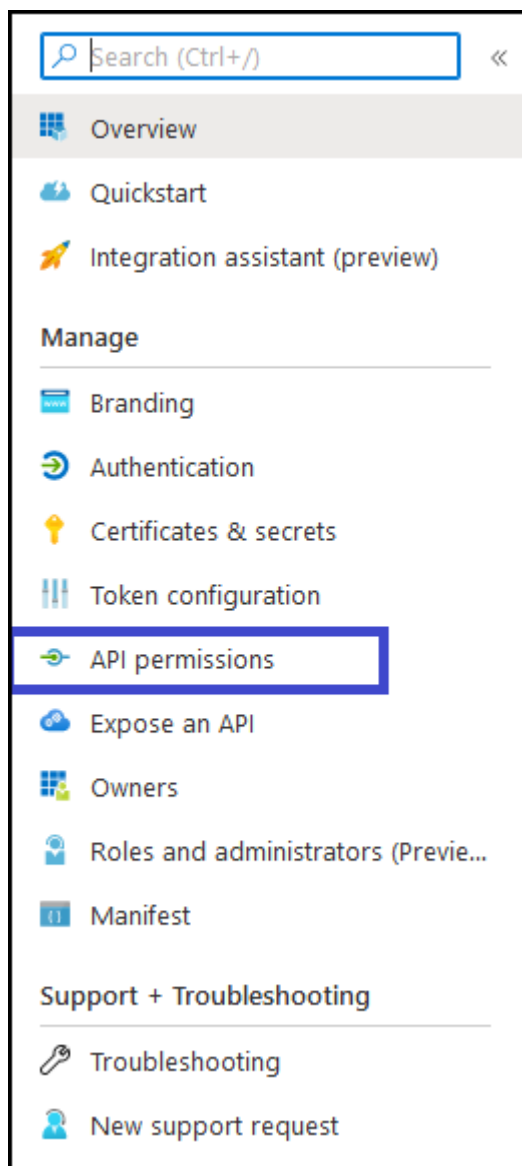 Search (Ctrl+/)
Overview
Quickstart
Integration assistant (preview)
Manage
Branding
Authentication
Certificates & secrets
Token configuration
API permissions
Expose an API
Owners
Roles and administrators (Previe...
Manifest
Support + Troubleshooting
Troubleshooting
New support request